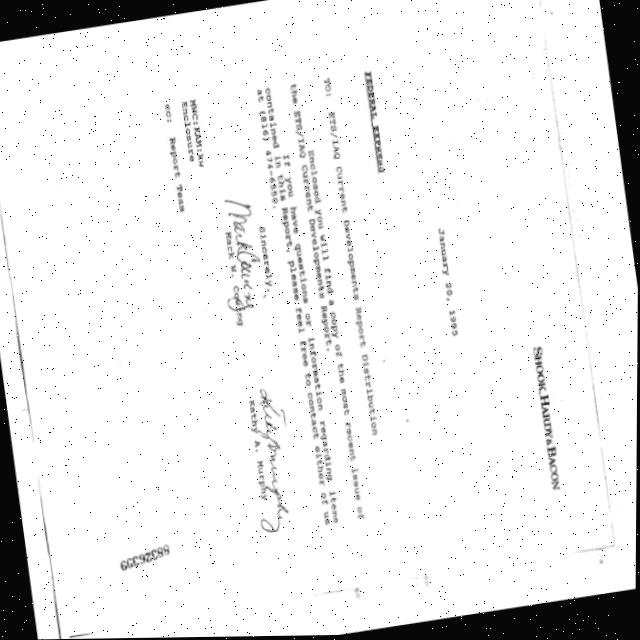 SHOOK, HARDY & BACON
January 20, 1995
FEDERAL EXPRESS
TO: ETS/IAQ Current Developments Report Distribution
Enclosed you will find a copy of the most recent issue of
the ETS/IAQ Current Developments Report.
If you have questions or information regarding items
contained in this Report, please feel free to contact either of us
at (816) 474-6550.
Sincerely,
Mark W. Cowing
Kathy A. Murphy
MWC:KAM:rw
Enclosure
cc: Report Team
88326339